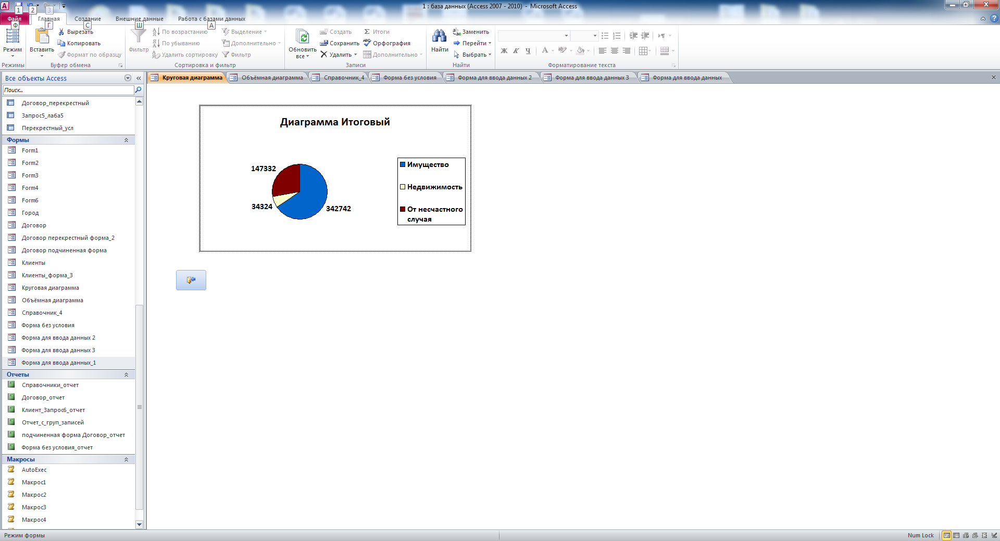 1 : база данных (Access 2007 - 2010) - Microsoft Access
1 2 3
Файл Главная Создание Внешние данные Работа с базами данных
Ф Г С Ш А
Режим
Режимы
Вставить
Вырезать
Копировать
Формат по образцу
Буфер обмена
Фильтр
По возрастанию
По убыванию
Удалить сортировку
Выделение
Дополнительно
Фильтр
Сортировка и фильтр
Обновить
все
Создать
Сохранить
Удалить
Итоги
Орфография
Дополнительно
Записи
Найти
Заменить
Перейти
Выбрать
Найти
Ж К Ч А
Форматирование текста
Все объекты Access
Поиск...
Договор_перекрестный
Запрос5_лаба5
Перекрестный_усл
Формы
Form1
Form2
Form3
Form4
Form6
Город
Договор
Договор перекрестный форма_2
Договор подчиненная форма
Клиенты
Клиенты_форма_3
Круговая диаграмма
Объёмная диаграмма
Справочник_4
Форма без условия
Форма для ввода данных 2
Форма для ввода данных 3
Форма для ввода данных_1
Отчеты
Справочники_отчет
Договор_отчет
Клиент_Запрос6_отчет
Отчет_с_груп_записей
подчиненная форма Договор_отчет
Форма без условия_отчет
Макросы
AutoExec
Макрос1
Макрос2
Макрос3
Макрос4
Круговая диаграмма Объёмная диаграмма Справочник_4 Форма без условия Форма для ввода данных 2 Форма для ввода данных 3 Форма для ввода данных
Диаграмма Итоговый
147332
34324
342742
Имущество
Недвижимость
От несчастного
случая
Режим формы
Num Lock